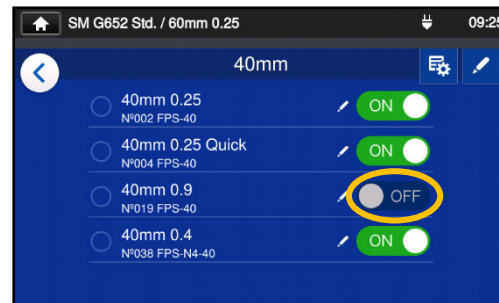 SM G652 Std. / 60mm 0.25 09:25
40mm
40mm 0.25
Nº002 FPS-40
ON
40mm 0.25 Quick
Nº004 FPS-40
ON
40mm 0.9
Nº019 FPS-40
OFF
40mm 0.4
Nº038 FPS-N4-40
ON